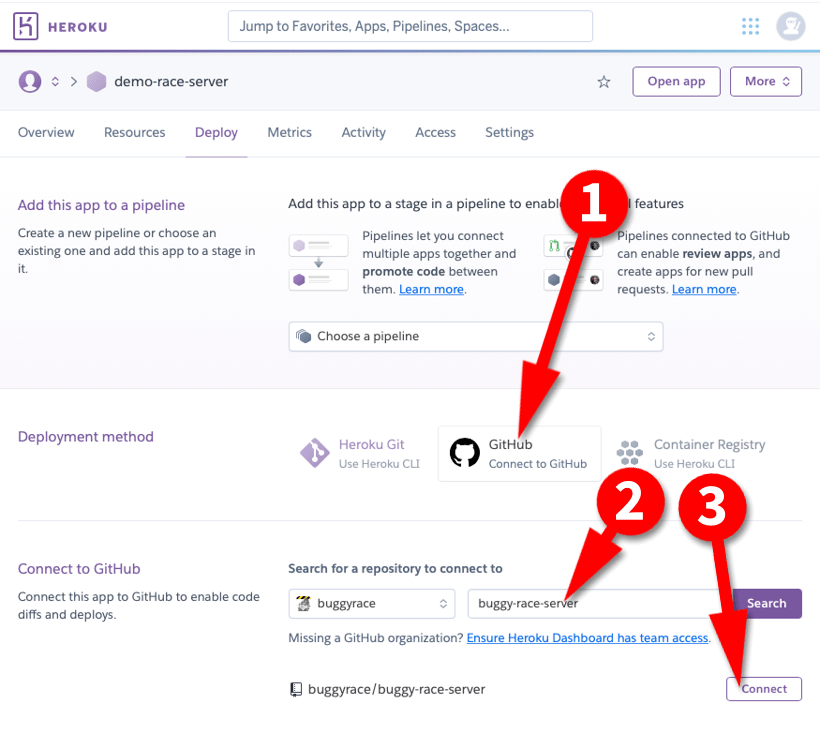 HEROKU
Jump to Favorites, Apps, Pipelines, Spaces...
demo-race-server
Open app
More
Overview
Resources
Deploy
Metrics
Activity
Access
Settings
Add this app to a pipeline
Create a new pipeline or choose an
existing one and add this app to a stage in
it.
Add this app to a stage in a pipeline to enable features
1
Pipelines let you connect
multiple apps together and
promote code between
them. Learn more.
Pipelines connected to GitHub
can enable review apps, and
create apps for new pull
requests. Learn more.
Choose a pipeline
Deployment method
Heroku Git
Use Heroku CLI
GitHub
Connect to GitHub
Container Registry
Use Heroku CLI
2
3
Connect to GitHub
Connect this app to GitHub to enable code
diffs and deploys.
Search for a repository to connect to
buggyrace
buggy-race-server
Search
Missing a GitHub organization? Ensure Heroku Dashboard has team access.
buggyrace/buggy-race-server
Connect